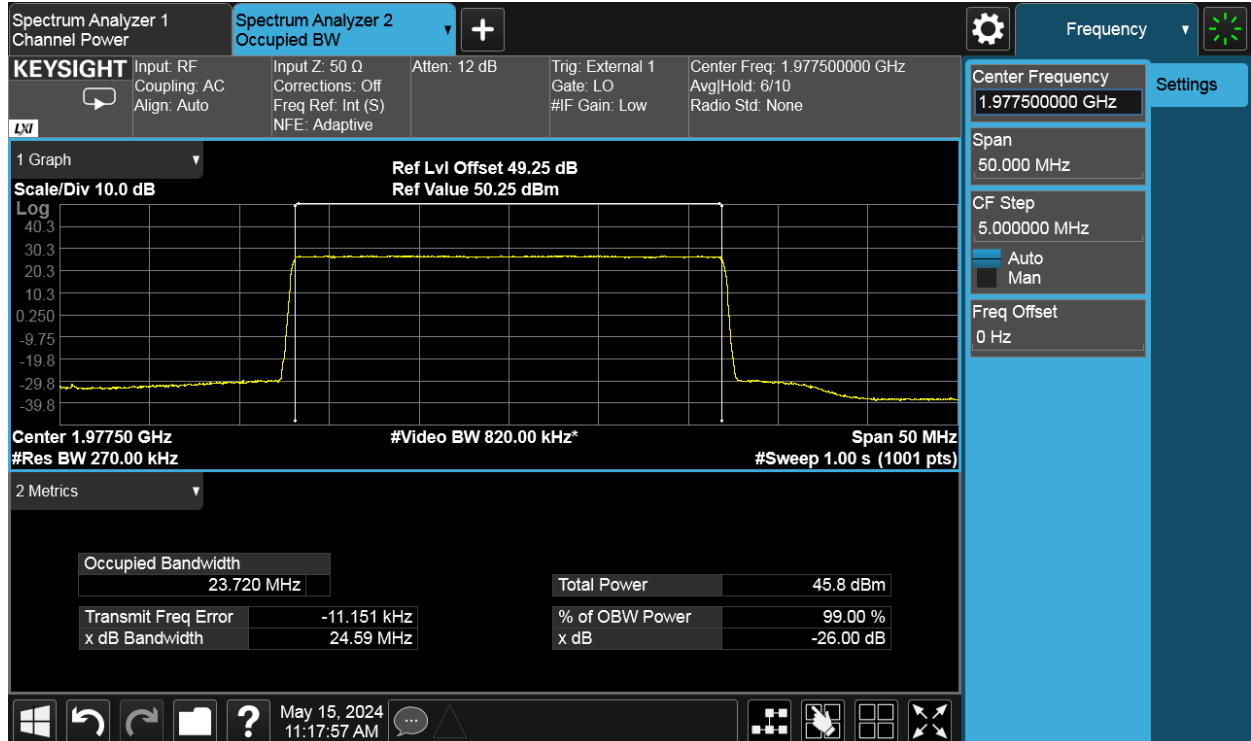 Spectrum Analyzer 1
Channel Power
Spectrum Analyzer 2
Occupied BW
Frequency
KEYSIGHT
LXI
Input: RF
Coupling: AC
Align: Auto
Input Z: 50 Ω
Corrections: Off
Freq Ref: Int (S)
NFE: Adaptive
Atten: 12 dB
Trig: External 1
Gate: LO
#IF Gain: Low
Center Freq: 1.977500000 GHz
Avg|Hold: 6/10
Radio Std: None
Center Frequency
1.977500000 GHz
Settings
Span
50.000 MHz
CF Step
5.000000 MHz
Auto
Man
Freq Offset
0 Hz
1 Graph
Scale/Div 10.0 dB
Ref Lvl Offset 49.25 dB
Ref Value 50.25 dBm
Log
40.3
30.3
20.3
10.3
0.250
-9.75
-19.8
-29.8
-39.8
Center 1.97750 GHz
#Video BW 820.00 kHz*
Span 50 MHz
#Res BW 270.00 kHz
#Sweep 1.00 s (1001 pts)
2 Metrics
Occupied Bandwidth
23.720 MHz
Total Power 45.8 dBm
Transmit Freq Error -11.151 kHz
% of OBW Power 99.00 %
x dB Bandwidth 24.59 MHz
x dB -26.00 dB
?
May 15, 2024
11:17:57 AM